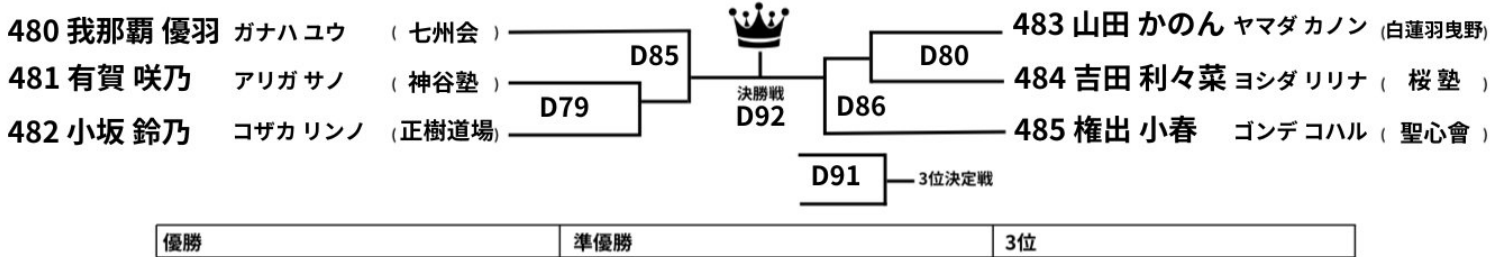 480 我那覇 優羽 ガナハ ユウ ( 七州会 )
481 有賀 咲乃 アリガ サノ ( 神谷塾 )
482 小坂 鈴乃 コザカ リンノ (正樹道場)
D85
D79
決勝戦
D92
D80
D86
483 山田 かのん ヤマダ カノン (白蓮羽曳野)
484 吉田 利々菜 ヨシダ リリナ ( 桜 塾 )
485 権出 小春 ゴンデ コハル ( 聖心會 )
D91 3位決定戦
優勝 準優勝 3位